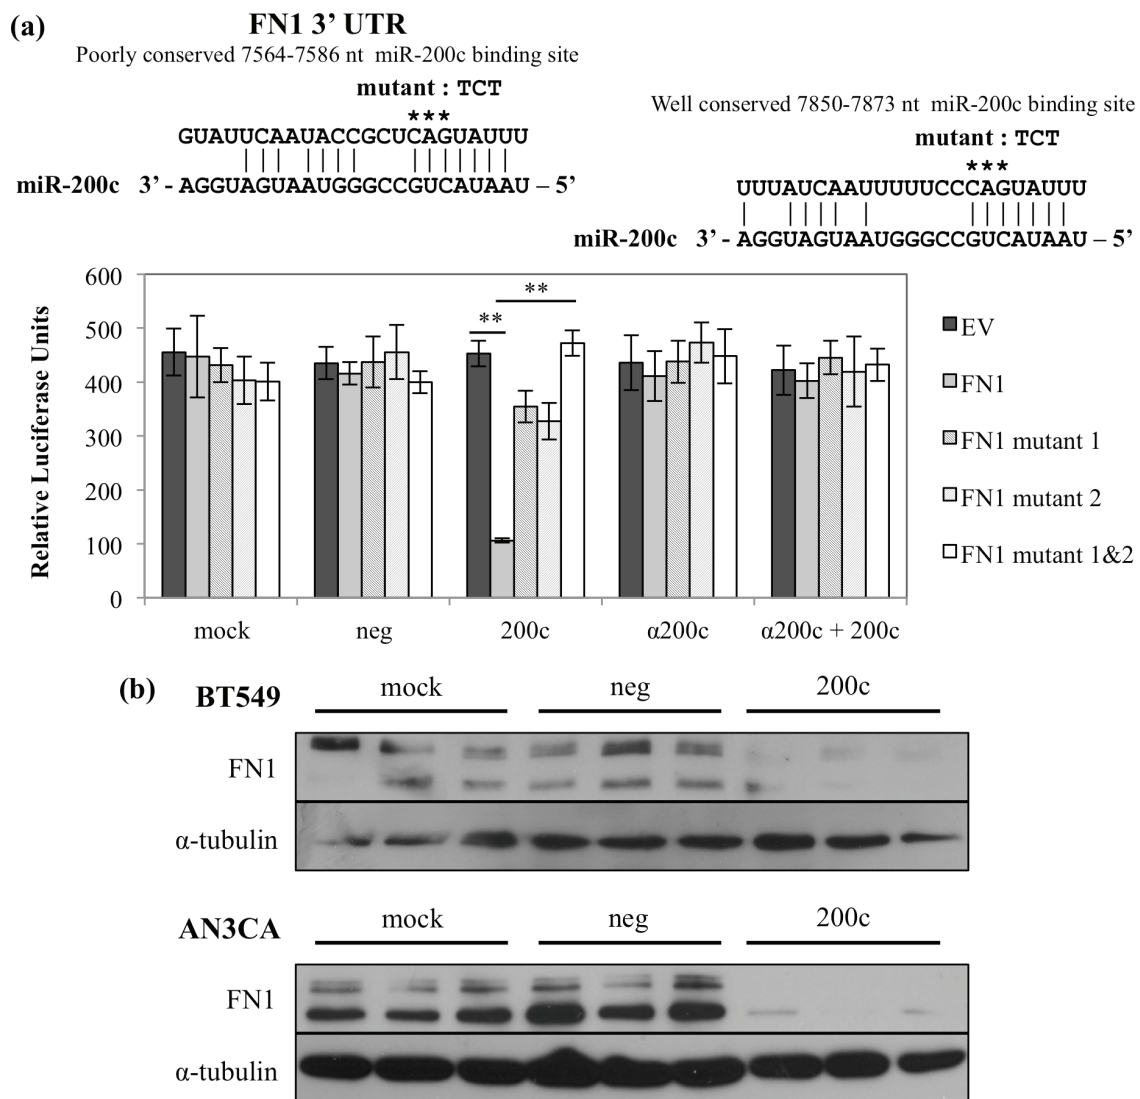 (a)
FN1 3’ UTR
Poorly conserved 7564-7586 nt miR-200c binding site
mutant : TCT
***
GUAUUCAAUACCGCUCAGUAUUU
miR-200c 3’ - AGGUAGUAAUGGGCCGUCAUAAU – 5’
Well conserved 7850-7873 nt miR-200c binding site
mutant : TCT
***
UUUAUCAAUUUUUCCCAGUAUUU
miR-200c 3’ - AGGUAGUAAUGGGCCGUCAUAAU – 5’
Relative Luciferase Units
600
500
400
300
200
100
0
**
**
mock neg 200c α200c α200c + 200c
EV
FN1
FN1 mutant 1
FN1 mutant 2
FN1 mutant 1&2
(b)
BT549
mock neg 200c
FN1
α-tubulin
AN3CA
mock neg 200c
FN1
α-tubulin